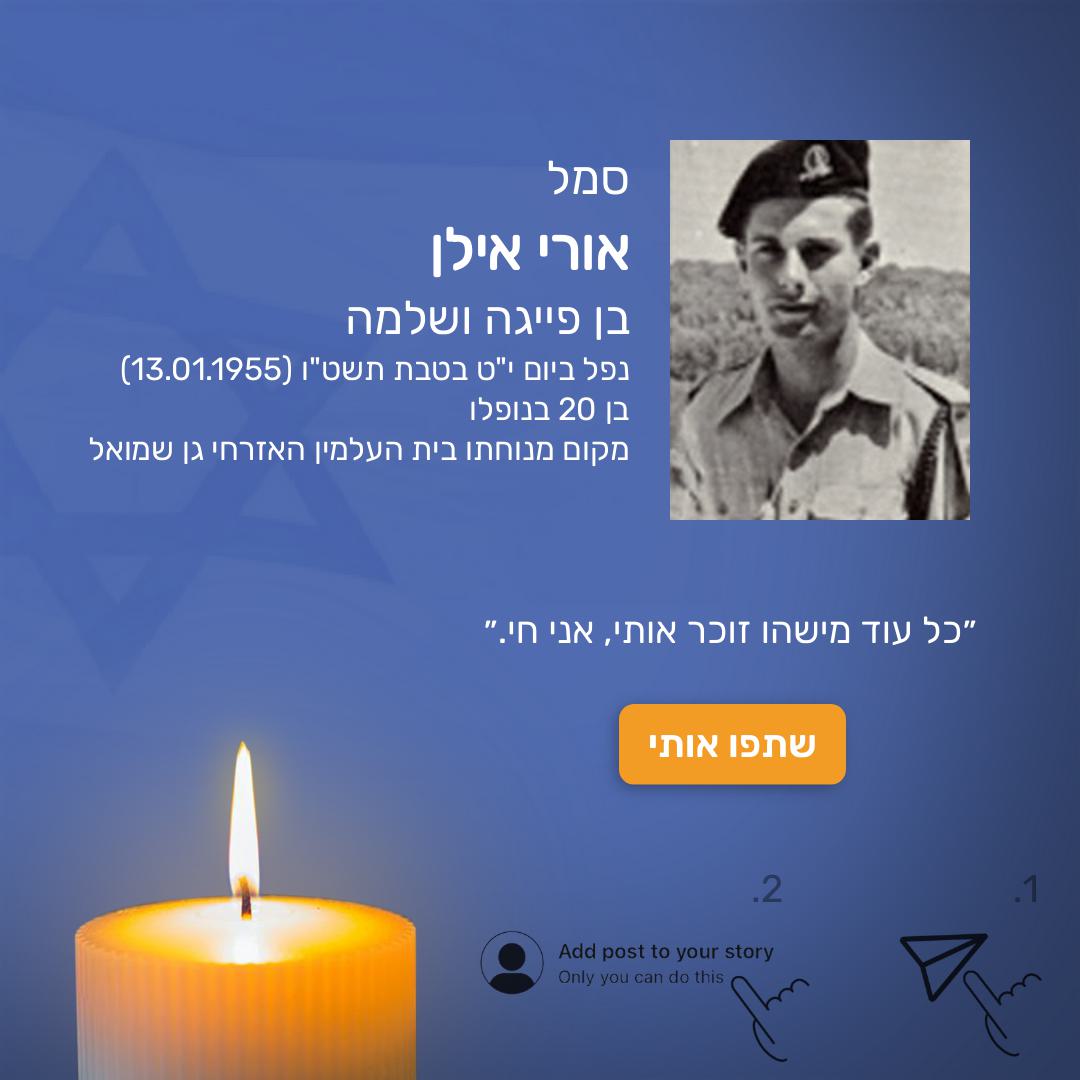 סמל
אורי אילן
בן פייגה ושלמה
נפל ביום י"ט בטבת תשט"ו (13.01.1955)
בן 20 בנופלו
מקום מנוחתו בית העלמין האזרחי גן שמואל
״כל עוד מישהו זוכר אותי, אני חי.״
שתפו אותי
.1
.2
Add post to your story
Only you can do this